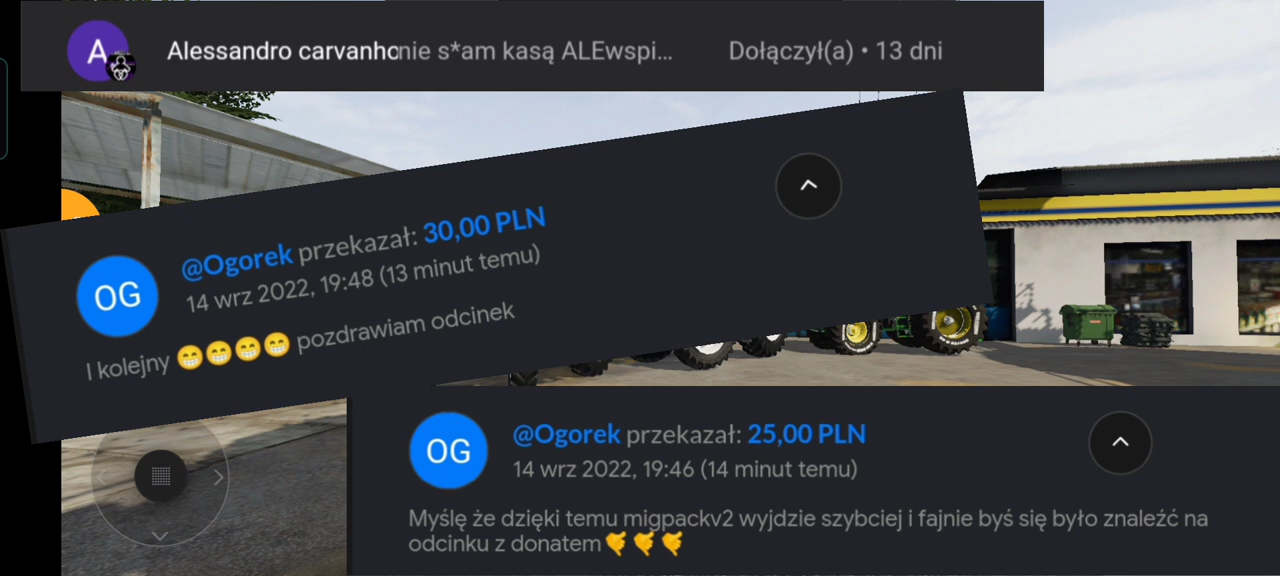 A Alessandro carvanhonie s*am kasą ALEwspi... Dołączył(a) • 13 dni
OG @Ogorek przekazał: 30,00 PLN
14 wrz 2022, 19:48 (13 minut temu)
I kolejny 😁😁😁😁 pozdrawiam odcinek
OG @Ogorek przekazał: 25,00 PLN
14 wrz 2022, 19:46 (14 minut temu)
Myślę że dzięki temu migpackv2 wyjdzie szybciej i fajnie byś się było znaleźć na
odcinku z donatem🤙🤙🤙